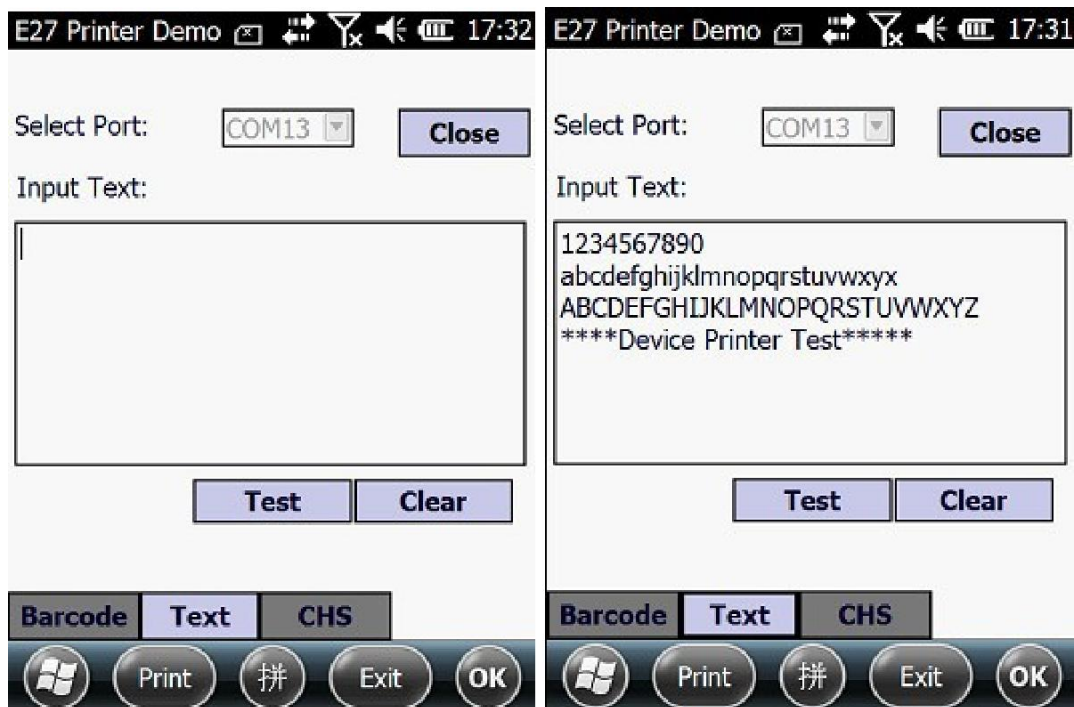 E27 Printer Demo 17:32
Select Port: COM13 Close
Input Text:
Test Clear
Barcode Text CHS
Print 拼 Exit OK
E27 Printer Demo 17:31
Select Port: COM13 Close
Input Text:
1234567890
abcdefghijklmnopqrstuvwxyx
ABCDEFGHIJKLMNOPQRSTUVWXYZ
****Device Printer Test*****
Test Clear
Barcode Text CHS
Print 拼 Exit OK